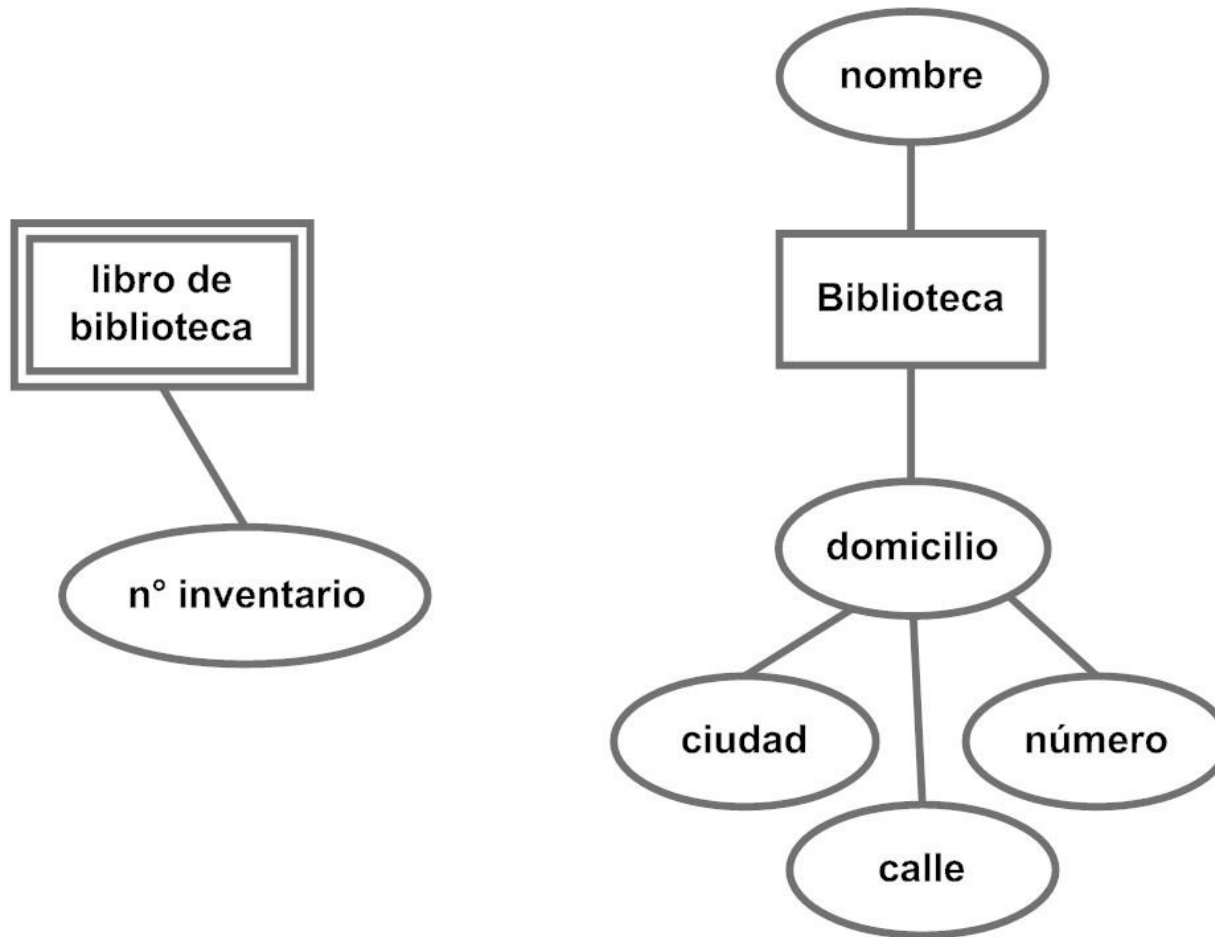 nombre
libro de
biblioteca
Biblioteca
domicilio
n° inventario
ciudad
número
calle